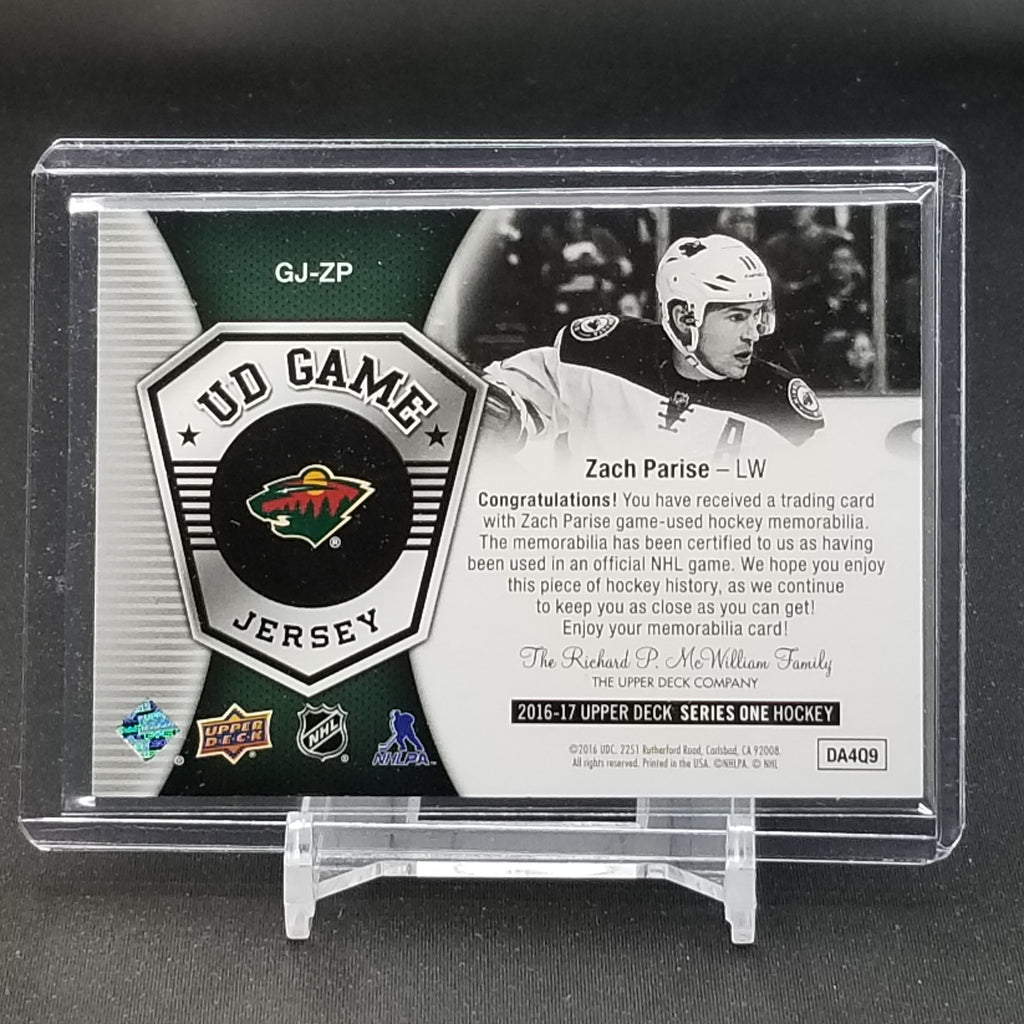 GJ-ZP
UD GAME
JERSEY
®
Zach Parise – LW
Congratulations! You have received a trading card
with Zach Parise game-used hockey memorabilia.
The memorabilia has been certified to us as having
been used in an official NHL game. We hope you enjoy
this piece of hockey history, as we continue
to keep you as close as you can get!
Enjoy your memorabilia card!
The Richard P. McWilliam Family
THE UPPER DECK COMPANY
2016-17 UPPER DECK SERIES ONE HOCKEY
©2016 UDC. 2251 Rutherford Road, Carlsbad, CA 92008.
All rights reserved. Printed in the USA. ©NHLPA. © NHL
DA4Q9
UPPER
DECK
NHL
NHLPA
11
A